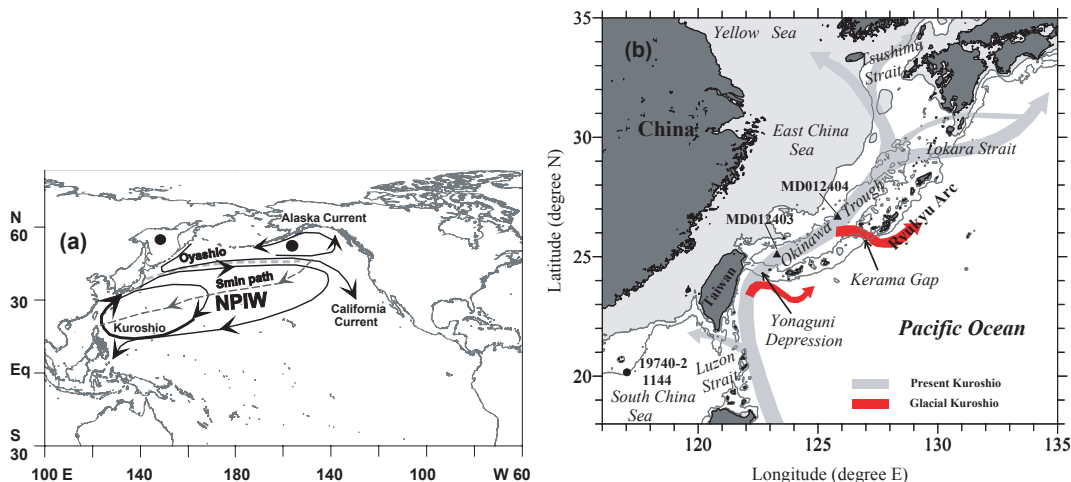 (a)
N
60
30
Eq
S
30
100 E
140
180
140
100
W 60
Alaska Current
Oyashio
Smin path
NPIW
Kuroshio
California
Current
(b)
Latitude (degree N)
35
30
25
20
120
125
130
135
Longitude (degree E)
Yellow Sea
Tsushima
Strait
China
East China
Sea
Tokara Strait
MD012404
MD012403
Okinawa Trough
Ryukyu Arc
Taiwan
Kerama Gap
Yonaguni
Depression
Pacific Ocean
Luzon
Strait
19740-2
1144
South China
Sea
Present Kuroshio
Glacial Kuroshio